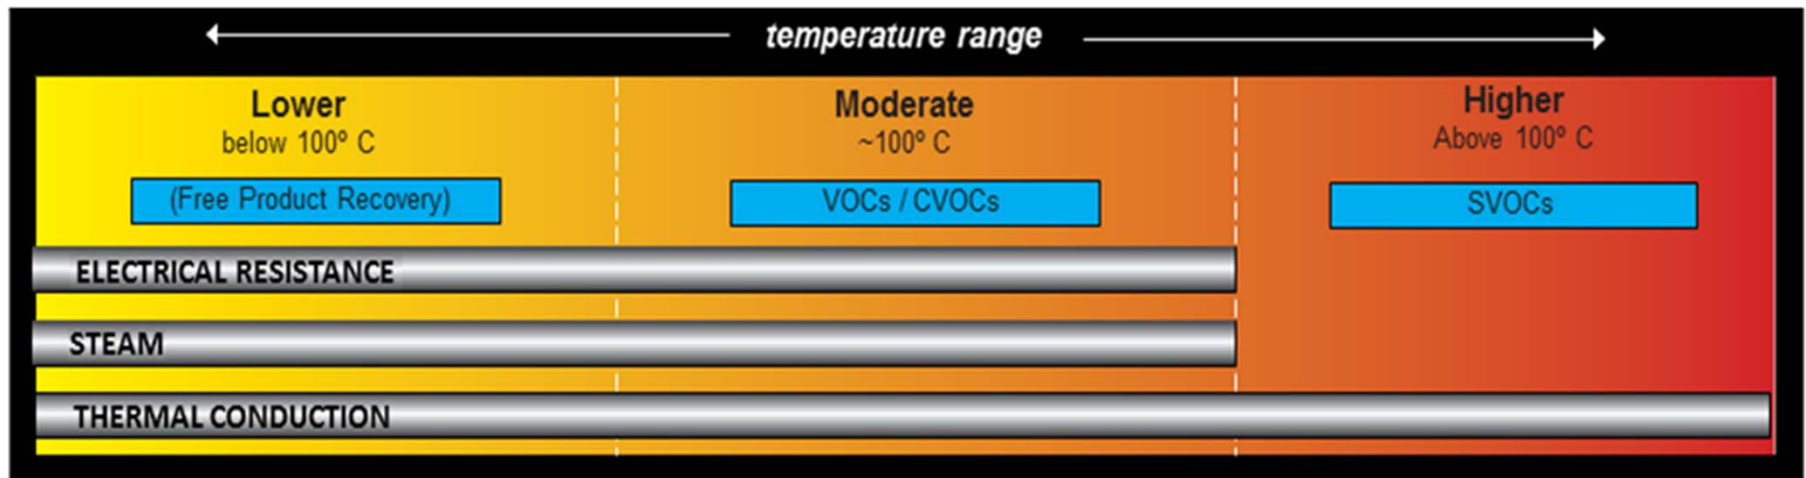 temperature range
Lower
below 100º C
(Free Product Recovery)
Moderate
~100º C
VOCs / CVOCs
Higher
Above 100º C
SVOCs
ELECTRICAL RESISTANCE
STEAM
THERMAL CONDUCTION